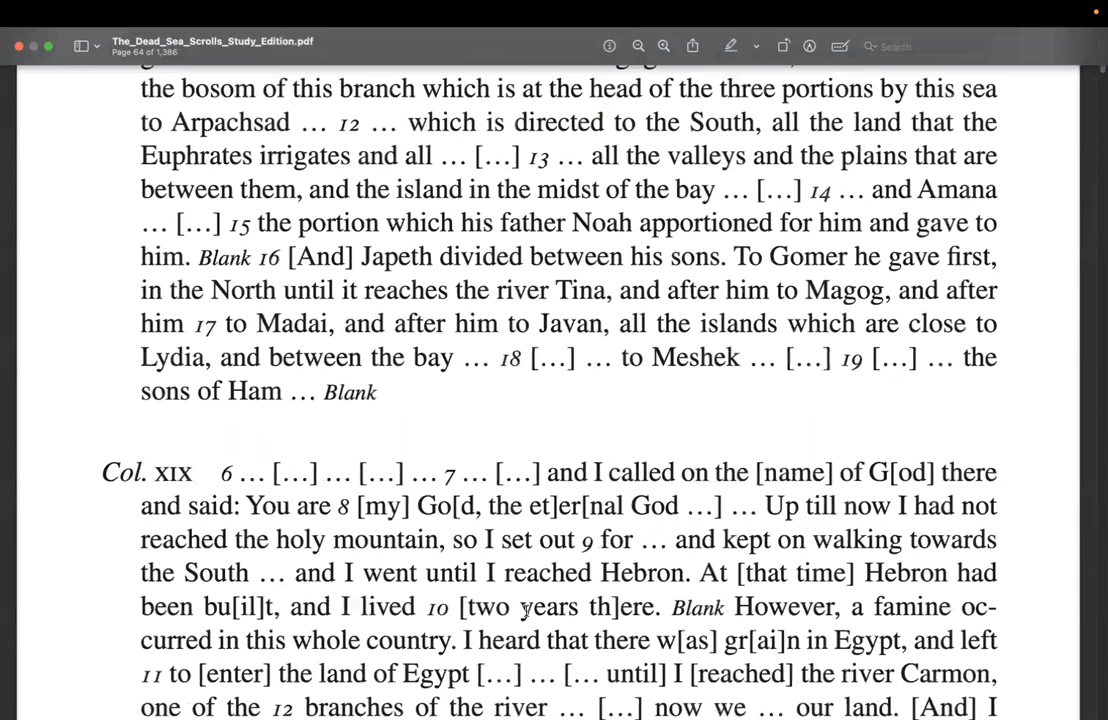 The_Dead_Sea_Scrolls_Study_Edition.pdf
Page 64 of 1,386
Search
the bosom of this branch which is at the head of the three portions by this sea
to Arpachsad … 12 … which is directed to the South, all the land that the
Euphrates irrigates and all … […] 13 … all the valleys and the plains that are
between them, and the island in the midst of the bay … […] 14 … and Amana
… […] 15 the portion which his father Noah apportioned for him and gave to
him. Blank 16 [And] Japeth divided between his sons. To Gomer he gave first,
in the North until it reaches the river Tina, and after him to Magog, and after
him 17 to Madai, and after him to Javan, all the islands which are close to
Lydia, and between the bay … 18 […] … to Meshek … […] 19 […] … the
sons of Ham … Blank
Col. XIX 6 … […] … […] … 7 … […] and I called on the [name] of G[od] there
and said: You are 8 [my] Go[d, the et]er[nal God …] … Up till now I had not
reached the holy mountain, so I set out 9 for … and kept on walking towards
the South … and I went until I reached Hebron. At [that time] Hebron had
been bu[il]t, and I lived 10 [two years th]ere. Blank However, a famine oc-
curred in this whole country. I heard that there w[as] gr[ai]n in Egypt, and left
11 to [enter] the land of Egypt […] … [… until] I [reached] the river Carmon,
one of the 12 branches of the river … […] now we … our land. [And] I